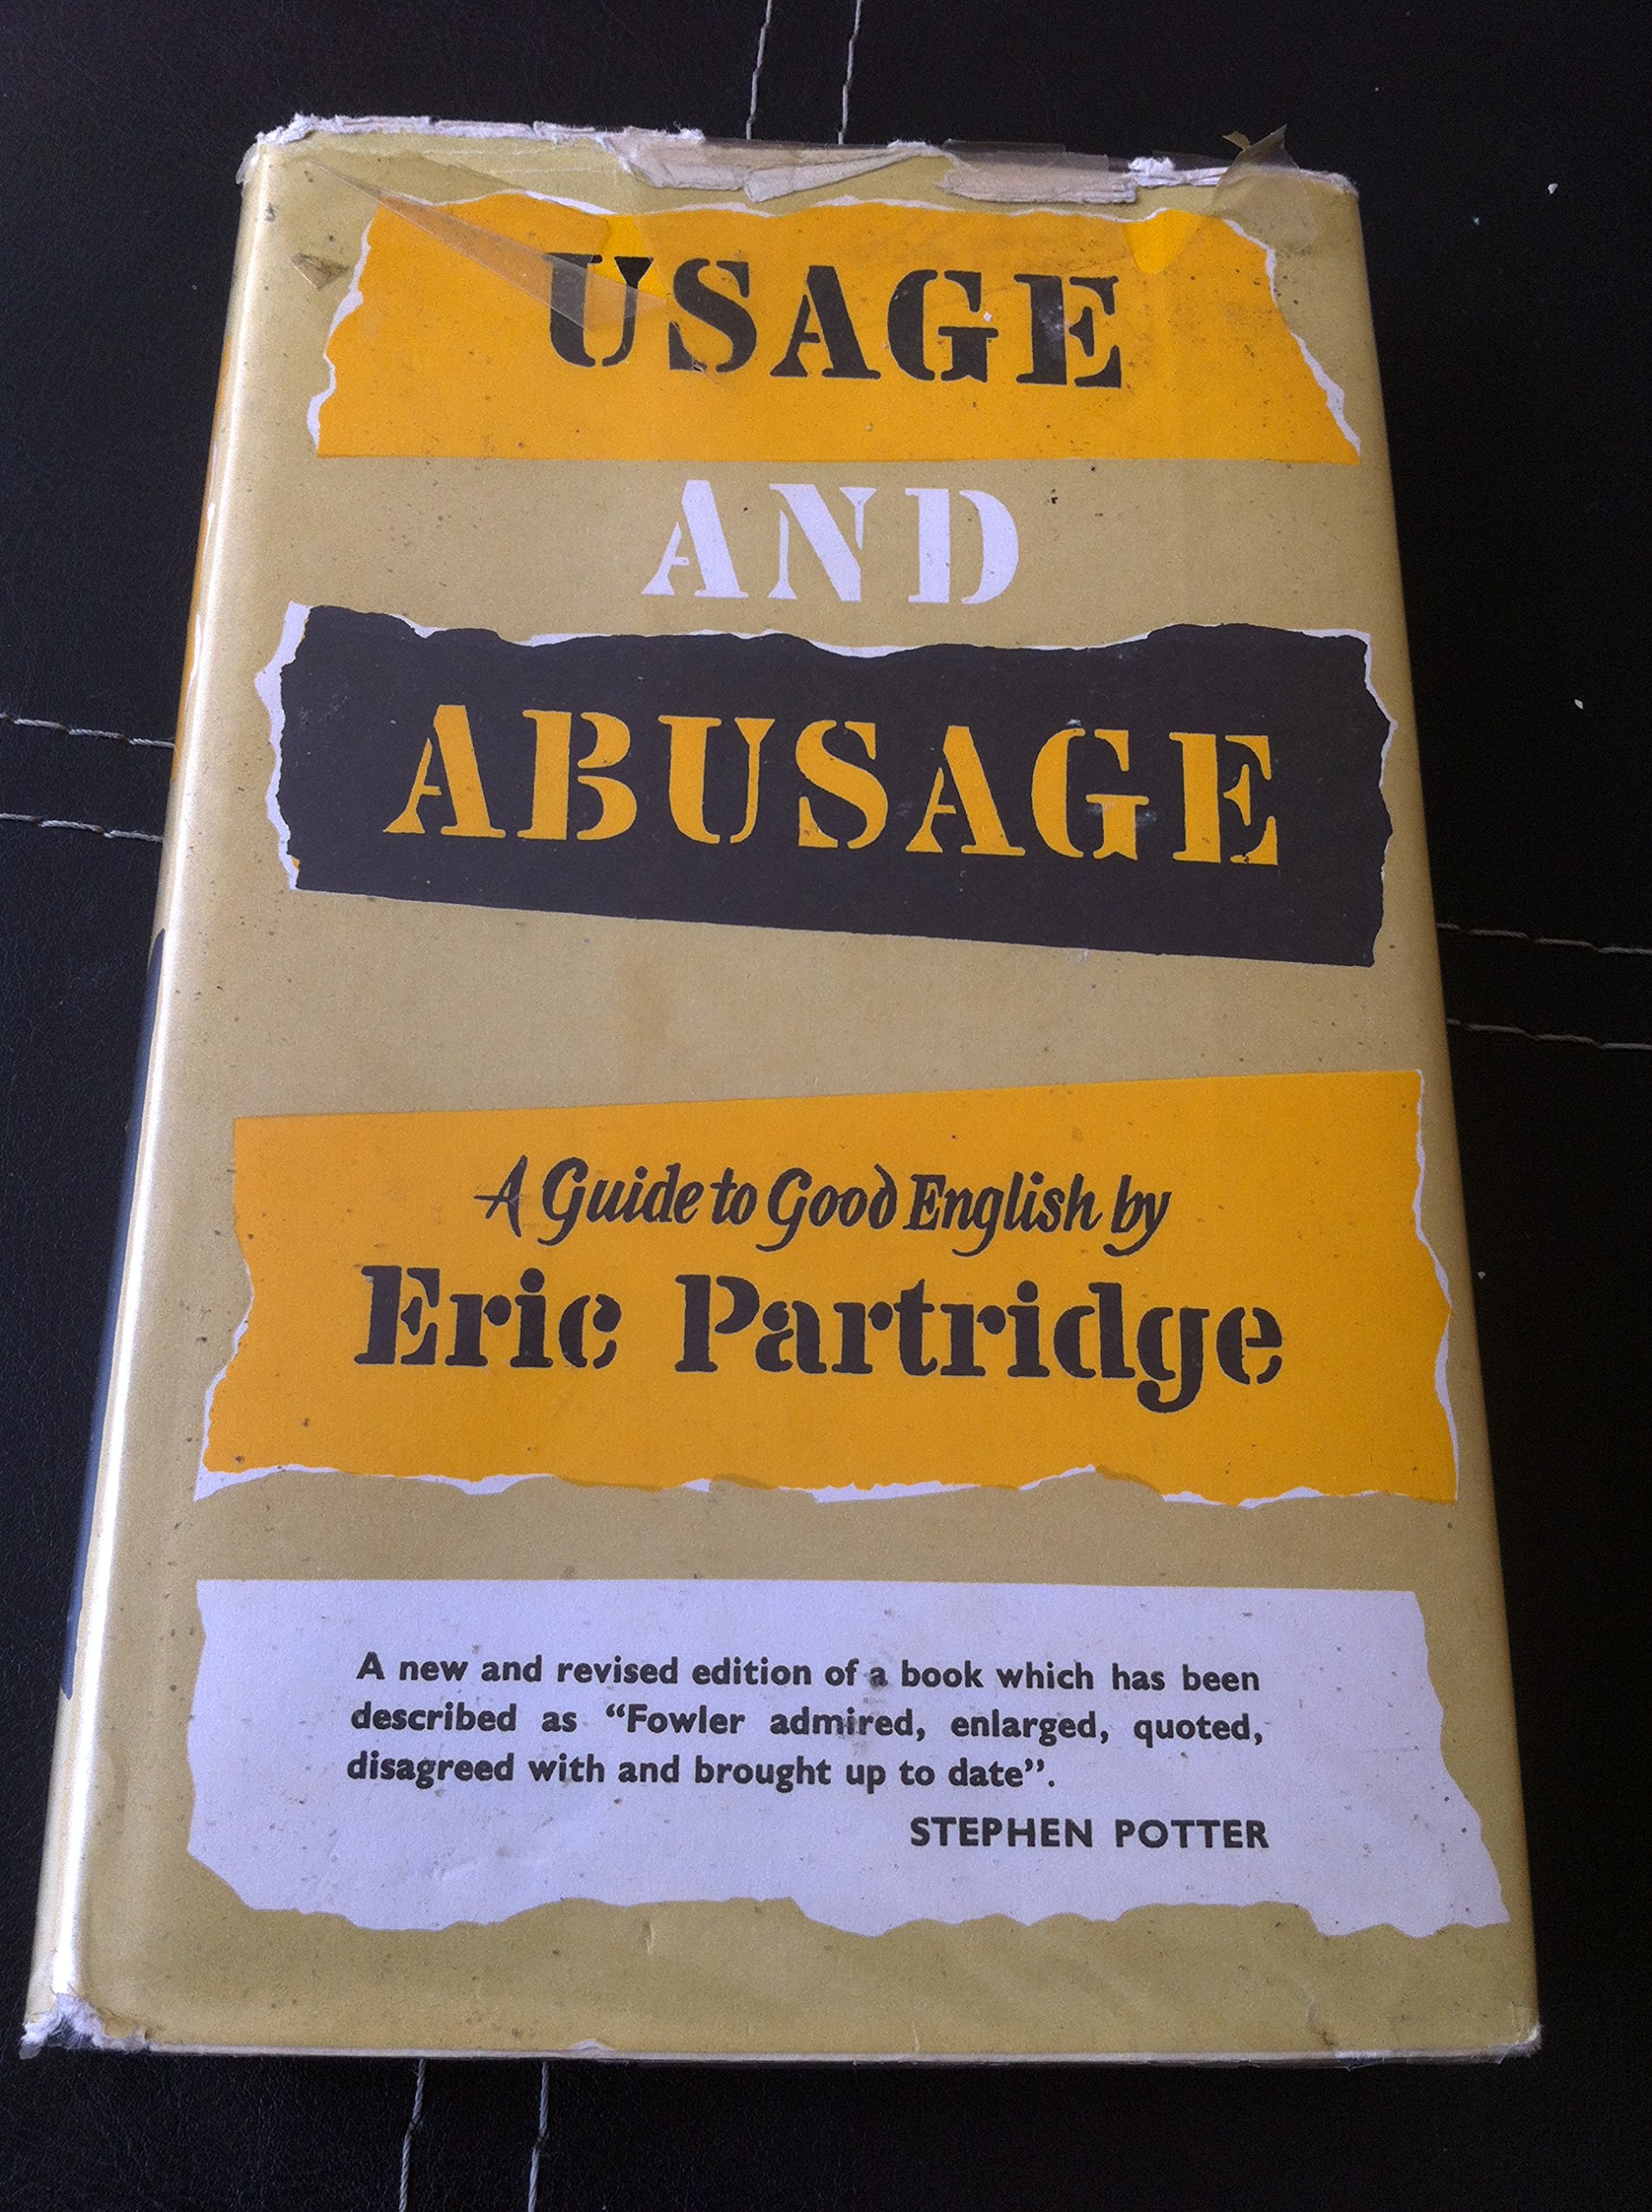 USAGE
AND
ABUSAGE
A Guide to Good English by
Eric Partridge
A new and revised edition of a book which has been
described as “Fowler admired, enlarged, quoted,
disagreed with and brought up to date”.
STEPHEN POTTER